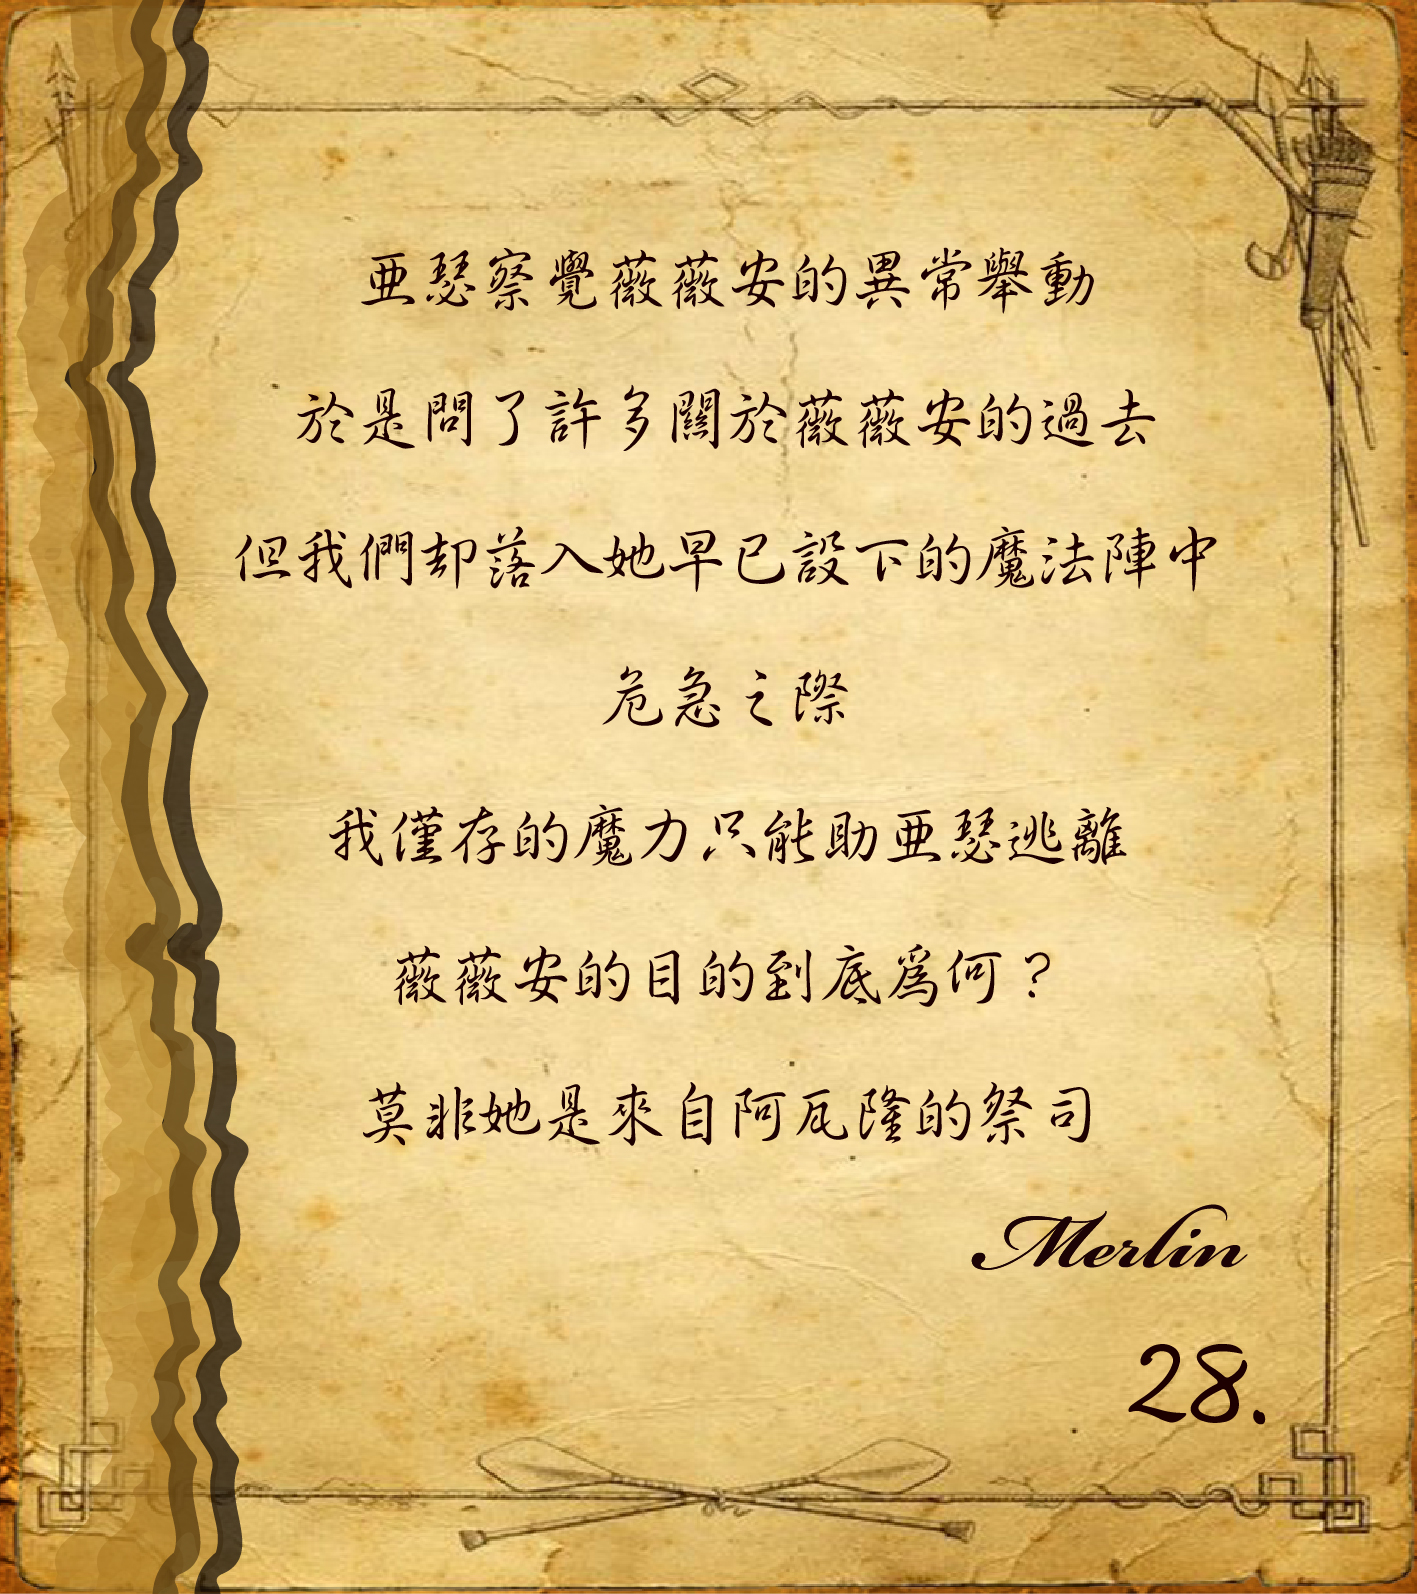 亞瑟察覺薇薇安的異常舉動
於是問了許多關於薇薇安的過去
但我們却落入她早已設下的魔法陣中
危急之際
我僅存的魔力只能助亞瑟逃離
薇薇安的目的到底為何？
莫非她是來自阿瓦隆的祭司
Merlin
28.